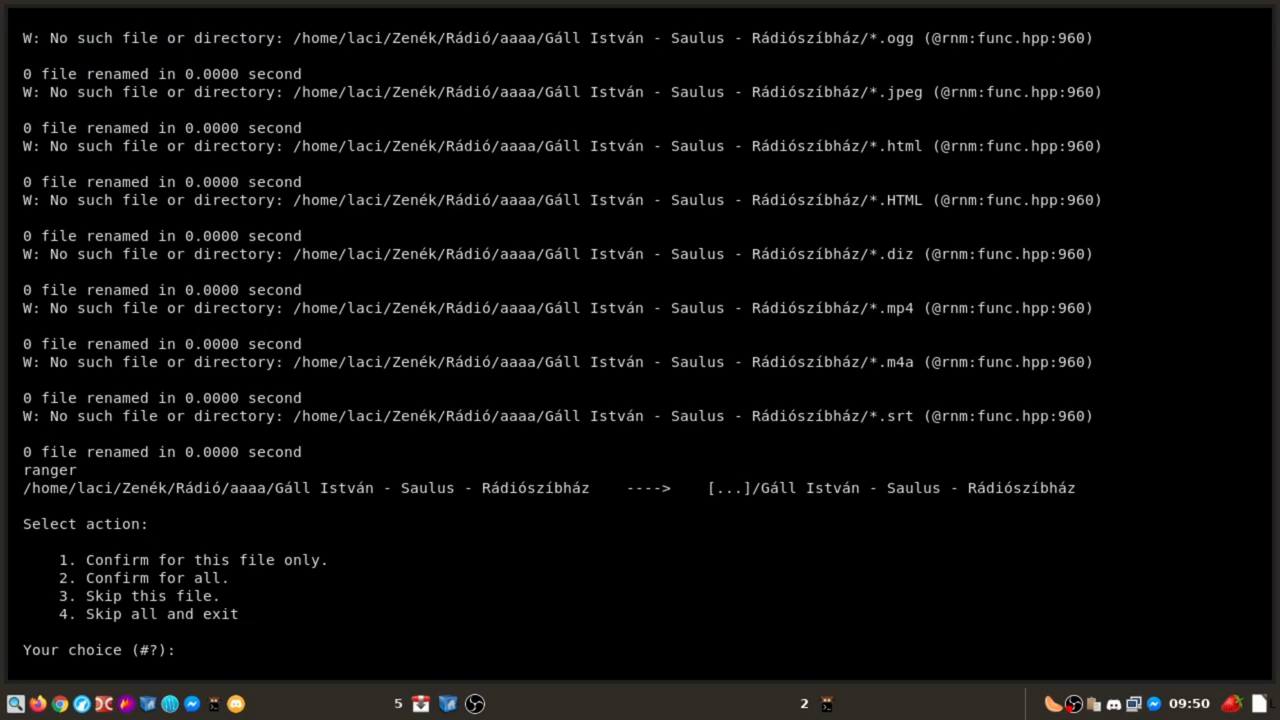 W: No such file or directory: /home/laci/Zenék/Rádió/aaaa/Gáll István - Saulus - Rádiószíbház/*.ogg (@rnm:func.hpp:960)
0 file renamed in 0.0000 second
W: No such file or directory: /home/laci/Zenék/Rádió/aaaa/Gáll István - Saulus - Rádiószíbház/*.jpeg (@rnm:func.hpp:960)
0 file renamed in 0.0000 second
W: No such file or directory: /home/laci/Zenék/Rádió/aaaa/Gáll István - Saulus - Rádiószíbház/*.html (@rnm:func.hpp:960)
0 file renamed in 0.0000 second
W: No such file or directory: /home/laci/Zenék/Rádió/aaaa/Gáll István - Saulus - Rádiószíbház/*.HTML (@rnm:func.hpp:960)
0 file renamed in 0.0000 second
W: No such file or directory: /home/laci/Zenék/Rádió/aaaa/Gáll István - Saulus - Rádiószíbház/*.diz (@rnm:func.hpp:960)
0 file renamed in 0.0000 second
W: No such file or directory: /home/laci/Zenék/Rádió/aaaa/Gáll István - Saulus - Rádiószíbház/*.mp4 (@rnm:func.hpp:960)
0 file renamed in 0.0000 second
W: No such file or directory: /home/laci/Zenék/Rádió/aaaa/Gáll István - Saulus - Rádiószíbház/*.m4a (@rnm:func.hpp:960)
0 file renamed in 0.0000 second
W: No such file or directory: /home/laci/Zenék/Rádió/aaaa/Gáll István - Saulus - Rádiószíbház/*.srt (@rnm:func.hpp:960)
0 file renamed in 0.0000 second
ranger
/home/laci/Zenék/Rádió/aaaa/Gáll István - Saulus - Rádiószíbház    ---->    [...]/Gáll István - Saulus - Rádiószíbház
Select action:
1. Confirm for this file only.
2. Confirm for all.
3. Skip this file.
4. Skip all and exit
Your choice (#?):
5 2 09:50